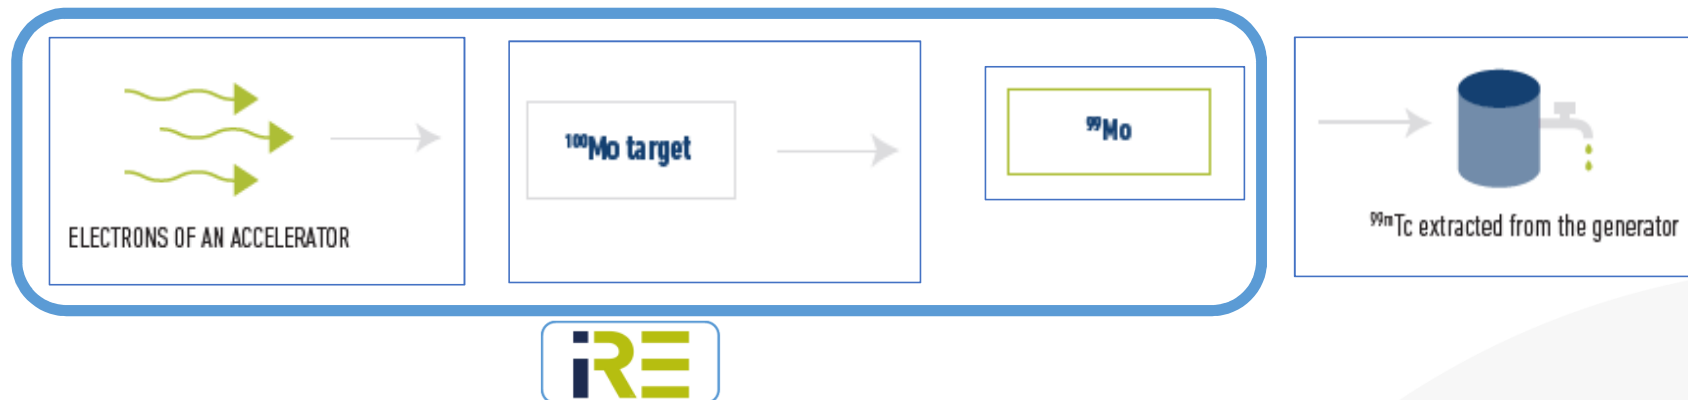 ELECTRONS OF AN ACCELERATOR
¹⁰⁰Mo target
⁹⁹Mo
⁹⁹ᵐTc extracted from the generator
iRE